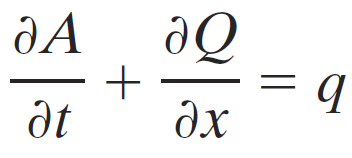 ∂A/∂t + ∂Q/∂x = q